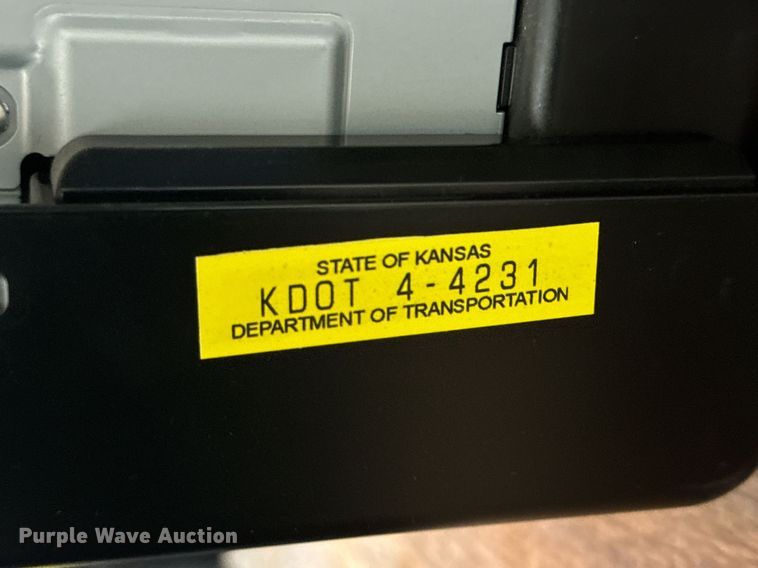 STATE OF KANSAS
KDOT 4-4231
DEPARTMENT OF TRANSPORTATION
Purple Wave Auction